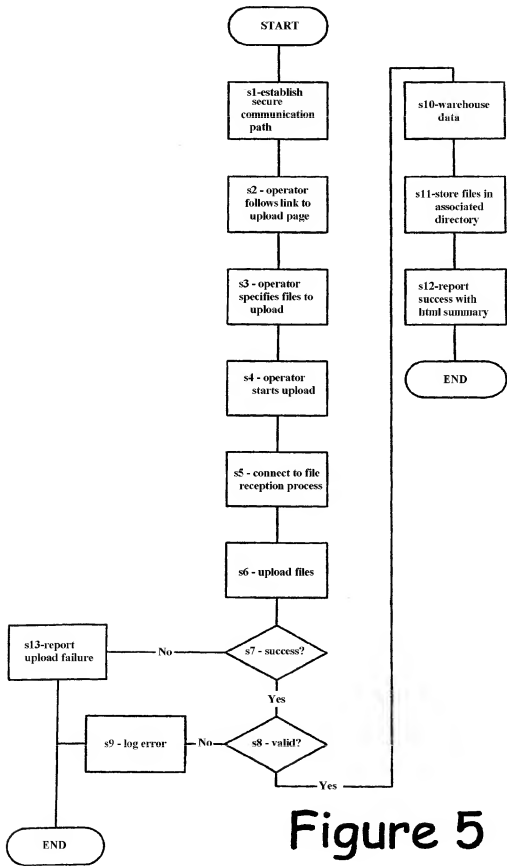 START
s1-establish
secure
communication
path
s2 - operator
follows link to
upload page
s3 - operator
specifies files to
upload
s4 - operator
starts upload
s5 - connect to file
reception process
s6 - upload files
s7 - success?
No
s13-report
upload failure
Yes
s8 - valid?
No
s9 - log error
Yes
END
s10-warehouse
data
s11-store files in
associated
directory
s12-report
success with
html summary
END
Figure 5